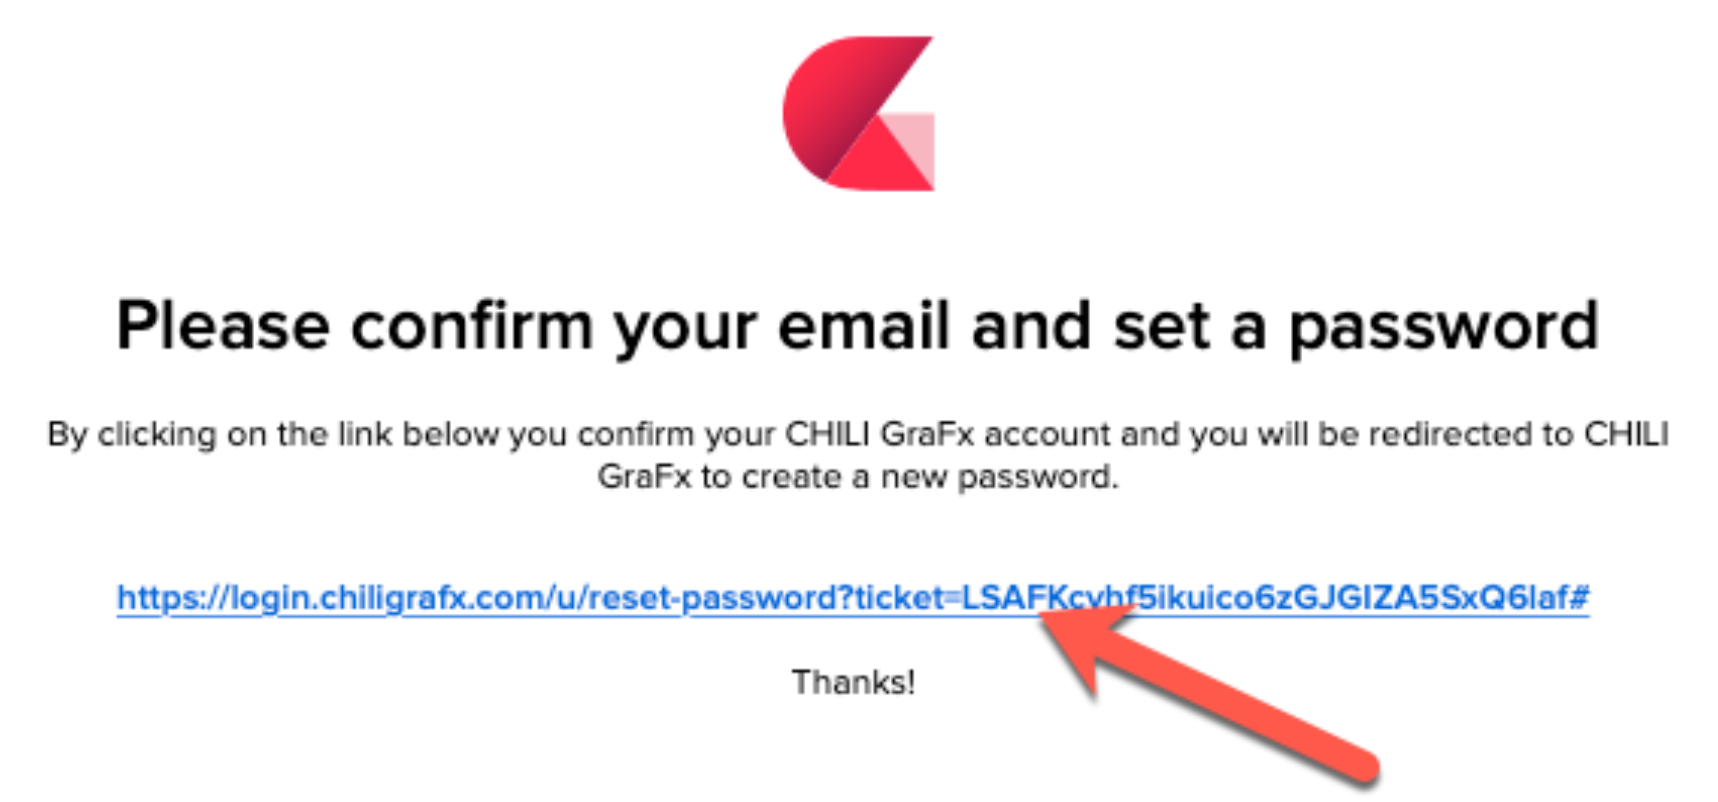 Please confirm your email and set a password
By clicking on the link below you confirm your CHILI GraFx account and you will be redirected to CHILI
GraFx to create a new password.
https://login.chiligrafx.com/u/reset-password?ticket=LSAFKcyhf5ikuico6zGJGIZA5SxQ6laf#
Thanks!